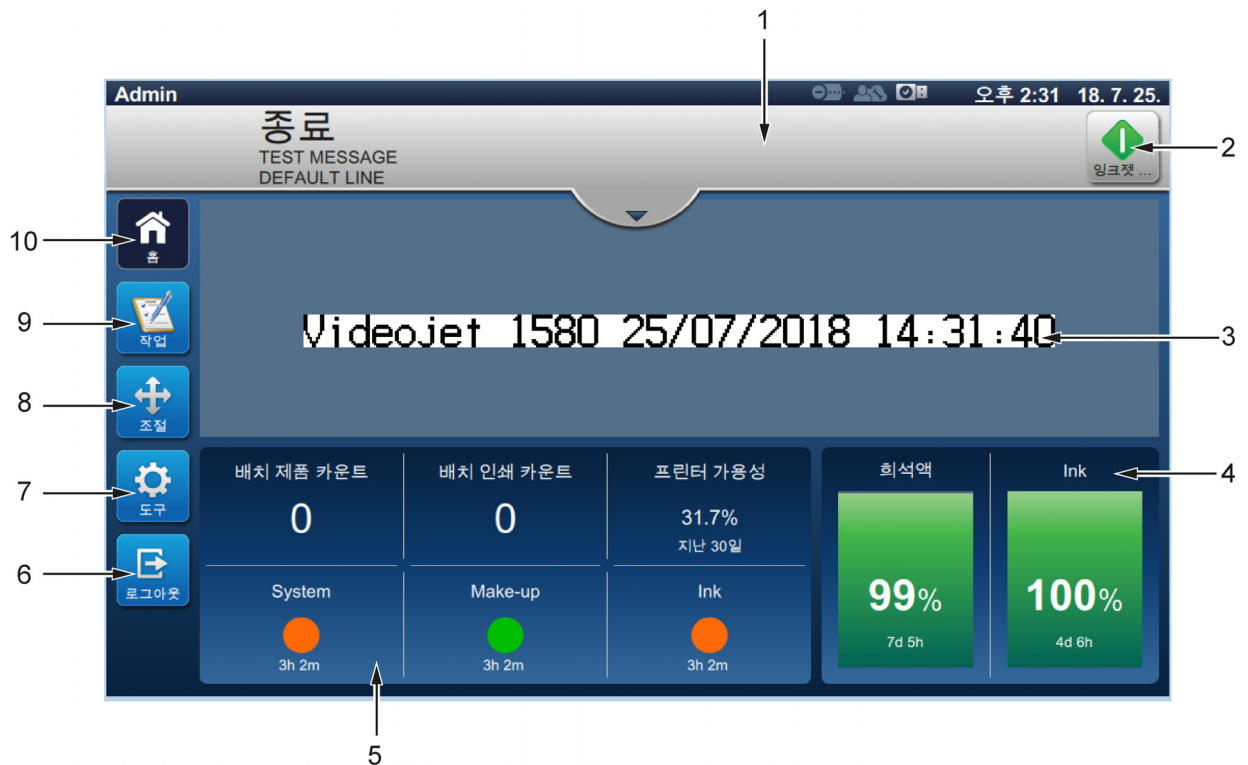 1
Admin
오후 2:31 18. 7. 25.
종료
TEST MESSAGE
DEFAULT LINE
잉크젯 ...
2
10
홈
9
작업
Videojet 1580 25/07/2018 14:31:40
3
8
조절
7
도구
6
로그아웃
배치 제품 카운트
0
배치 인쇄 카운트
0
프린터 가용성
31.7%
지난 30일
System
3h 2m
Make-up
3h 2m
Ink
3h 2m
희석액
99%
7d 5h
Ink
100%
4d 6h
4
5